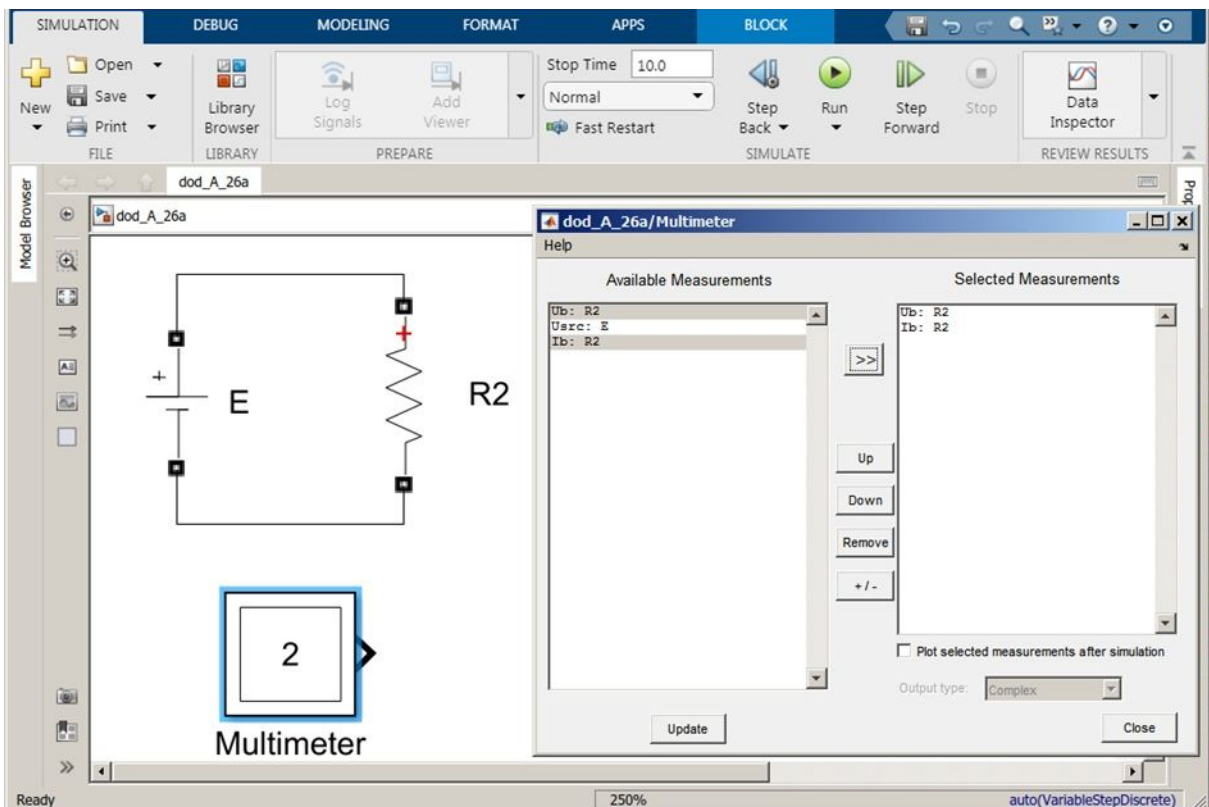 SIMULATION DEBUG MODELING FORMAT APPS BLOCK
New
Open
Save
Print
FILE
Library
Browser
LIBRARY
Log
Signals
Add
Viewer
PREPARE
Stop Time 10.0
Normal
Fast Restart
Step
Back
Run
Step
Forward
Stop
SIMULATE
Data
Inspector
REVIEW RESULTS
Model Browser
dod_A_26a
dod_A_26a
E
R2
2
Multimeter
dod_A_26a/Multimeter
Help
Available Measurements
Ub: R2
Usrc: E
Ib: R2
>>
Up
Down
Remove
+ / -
Selected Measurements
Ub: R2
Ib: R2
Plot selected measurements after simulation
Output type: Complex
Update
Close
Ready
250%
auto(VariableStepDiscrete)